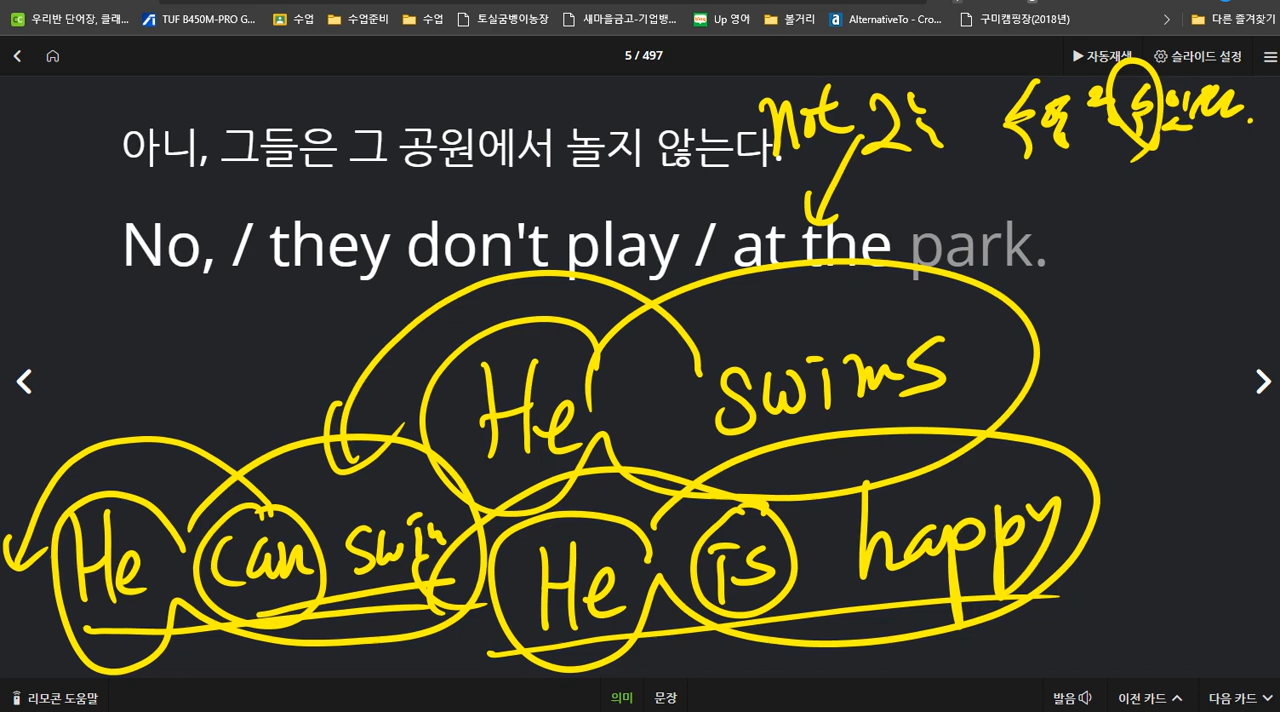 우리반 단어장, 클래... TUF B450M-PRO G... 수업 수업준비 수업 토실굼벵이농장 새마을금고-기업뱅... Up 영어 볼거리 AlternativeTo - Cro... 구미캠핑장(2018년) 다른 즐겨찾기
5 / 497 자동재생 슬라이드 설정
not
아니, 그들은 그 공원에서 놀지 않는다.
No, / they don't play / at the park.
He swims
He can swim He is happy
리모콘 도움말 의미 문장 발음 이전 카드 다음 카드